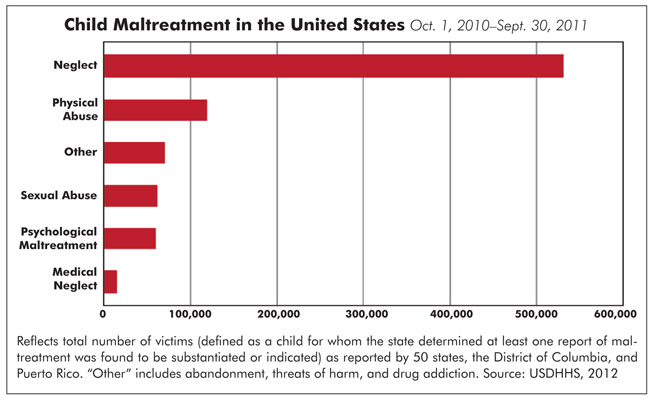 Child Maltreatment in the United States Oct. 1, 2010–Sept. 30, 2011
Neglect
Physical
Abuse
Other
Sexual Abuse
Psychological
Maltreatment
Medical
Neglect
0 100,000 200,000 300,000 400,000 500,000 600,000
Reflects total number of victims (defined as a child for whom the state determined at least one report of mal-
treatment was found to be substantiated or indicated) as reported by 50 states, the District of Columbia, and
Puerto Rico. “Other” includes abandonment, threats of harm, and drug addiction. Source: USDHHS, 2012